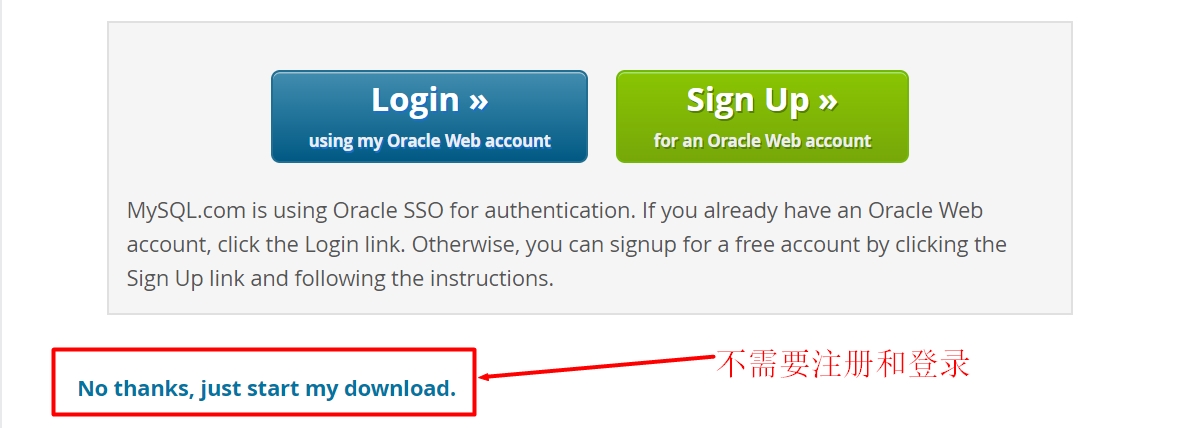 Login »
using my Oracle Web account
Sign Up »
for an Oracle Web account
MySQL.com is using Oracle SSO for authentication. If you already have an Oracle Web
account, click the Login link. Otherwise, you can signup for a free account by clicking the
Sign Up link and following the instructions.
不需要注册和登录
No thanks, just start my download.